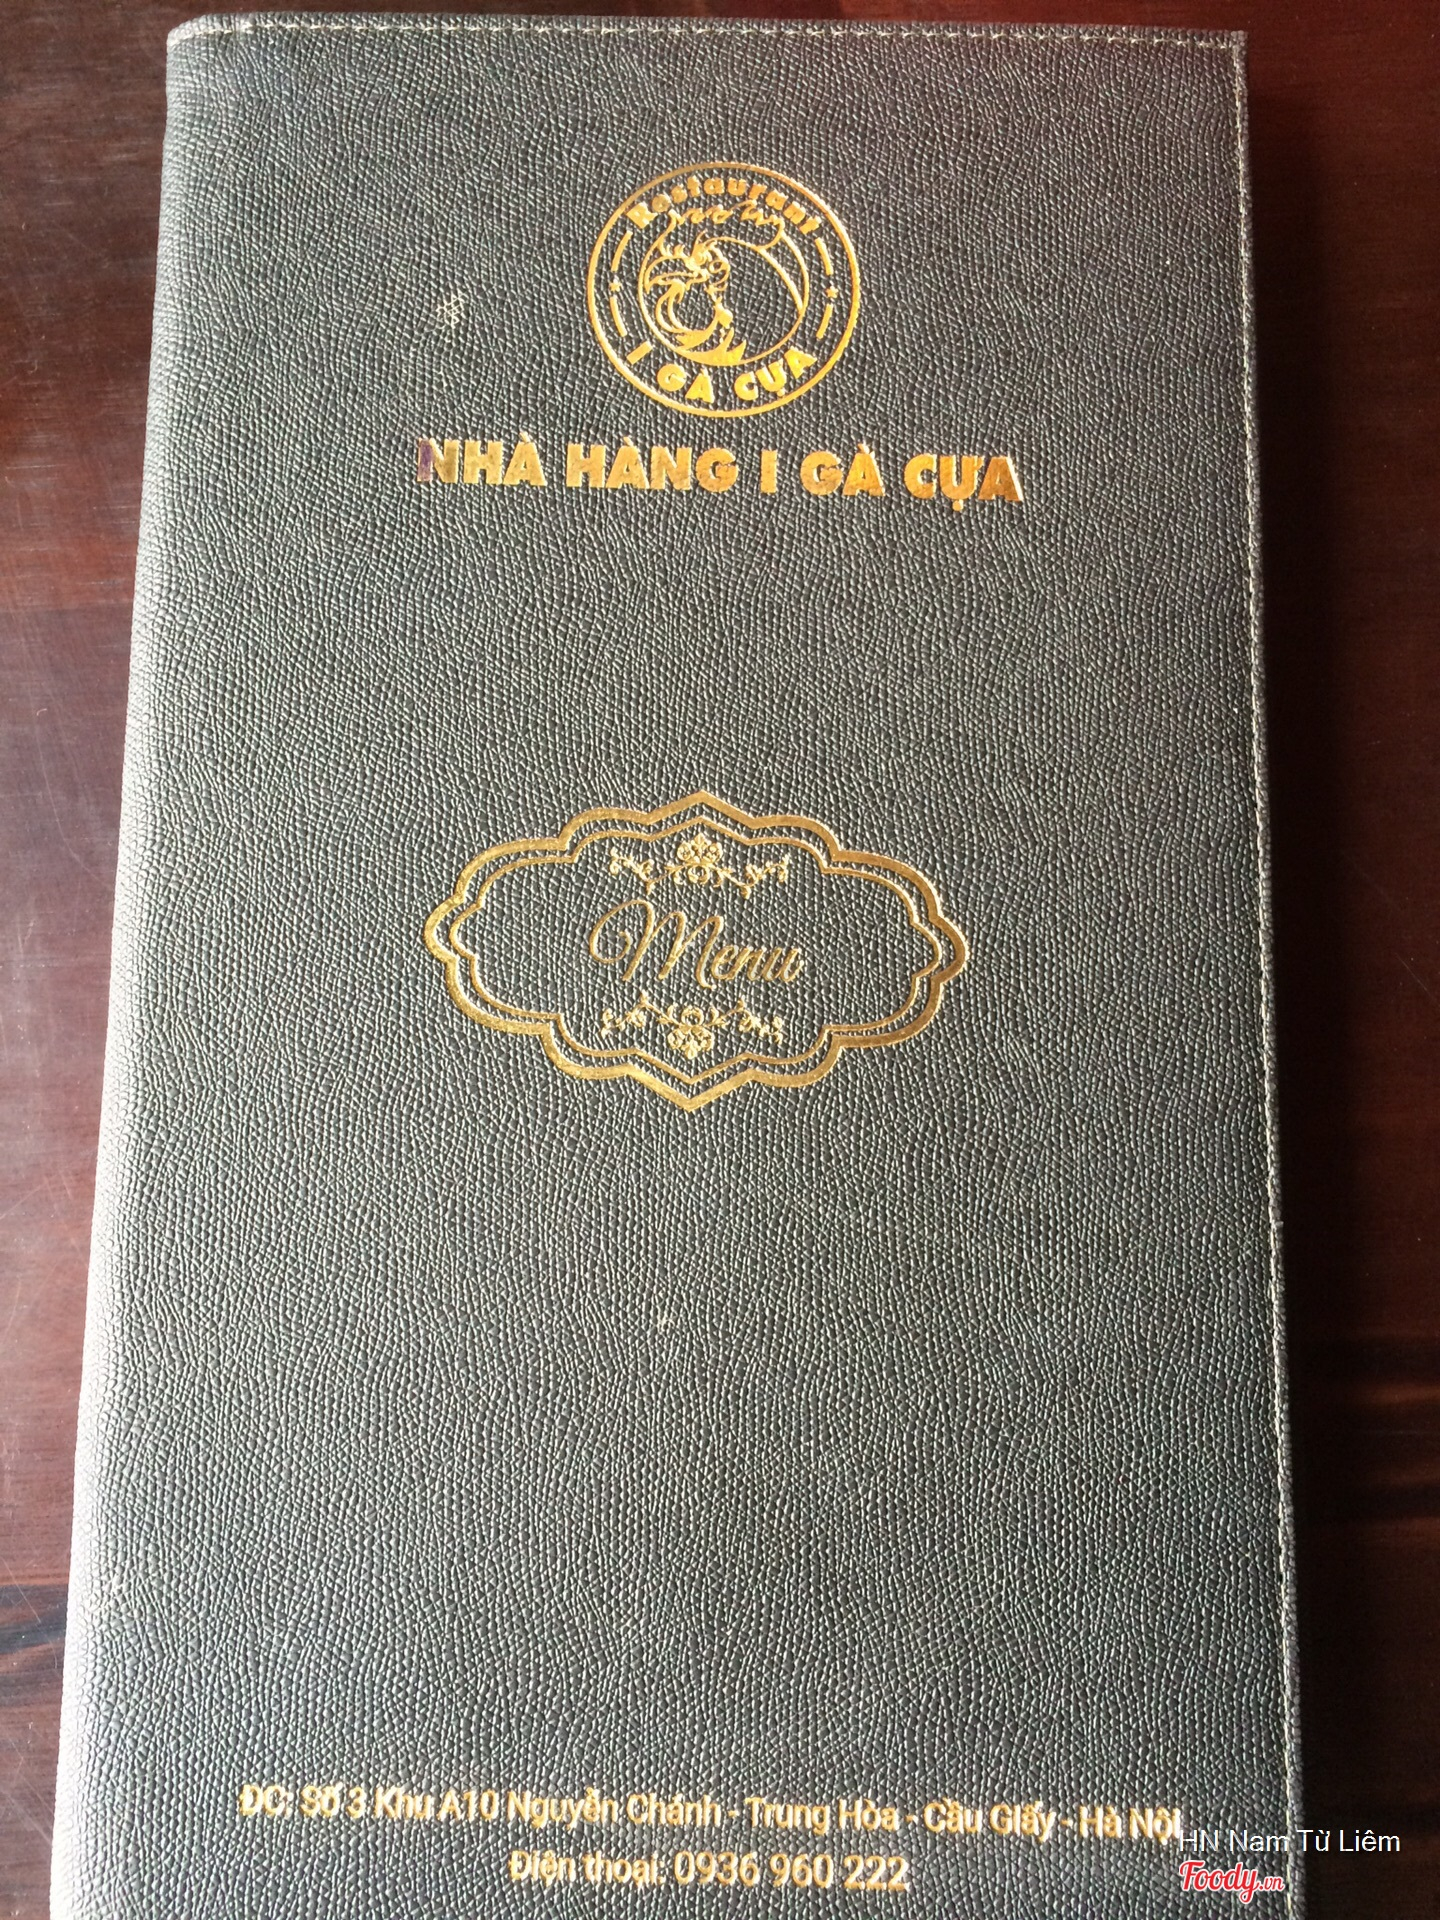 Restaurant
I GÀ CỰA
NHÀ HÀNG I GÀ CỰA
Menu
ĐC: Số 3 Khu A10 Nguyễn Chánh - Trung Hòa - Cầu Giấy - Hà Nội
Điện thoại: 0936 960 222
HN Nam Từ Liêm
Foody.vn